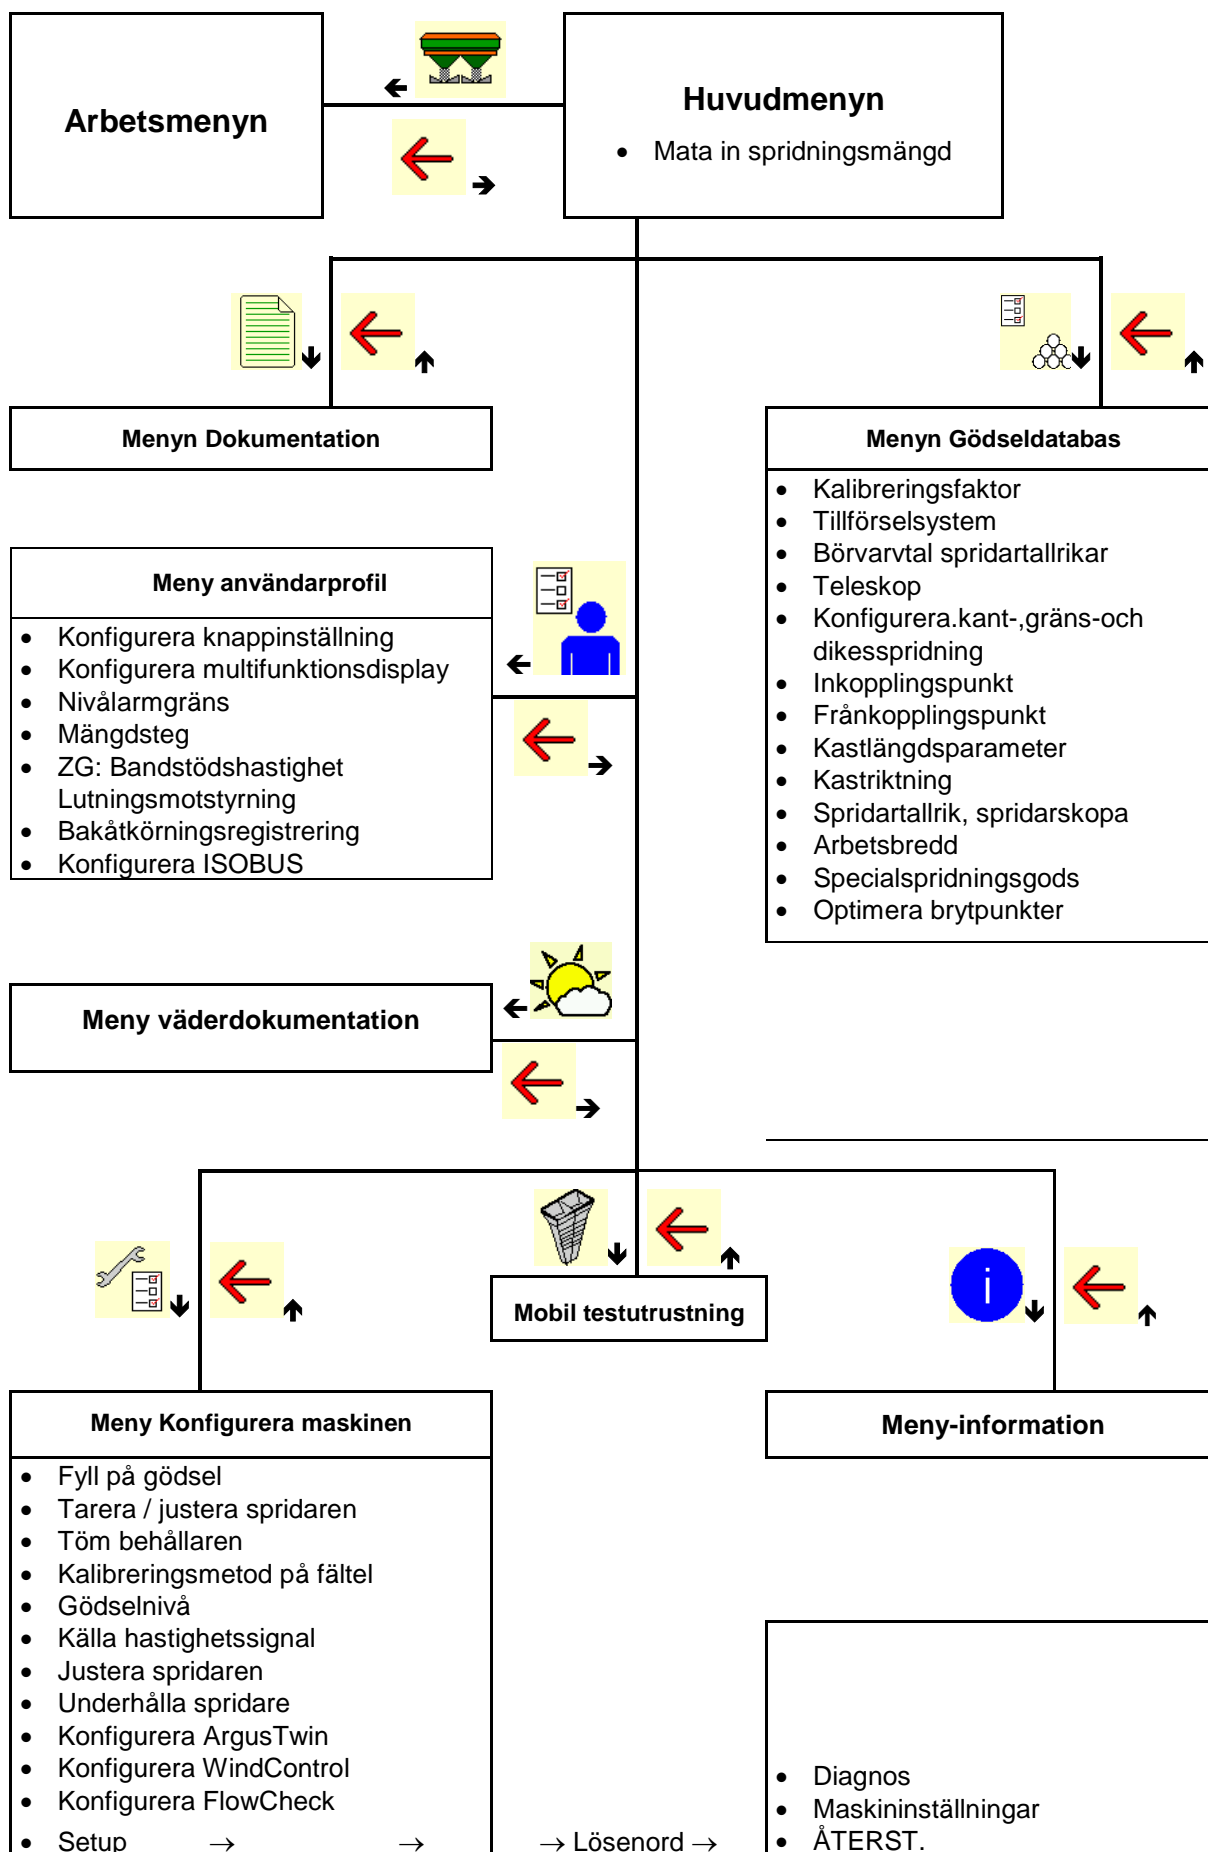 Arbetsmenyn
Huvudmenyn
• Mata in spridningsmängd
Menyn Dokumentation
Menyn Gödseldatabas
• Kalibreringsfaktor
• Tillförselsystem
• Börvarvtal spridartallrikar
• Teleskop
• Konfigurera.kant-,gräns-och
dikesspridning
• Inkopplingspunkt
• Frånkopplingspunkt
• Kastlängdsparameter
• Kastriktning
• Spridartallrik, spridarskopa
• Arbetsbredd
• Specialspridningsgods
• Optimera brytpunkter
Meny användarprofil
• Konfigurera knappinställning
• Konfigurera multifunktionsdisplay
• Nivålarmgräns
• Mängdsteg
• ZG: Bandstödshastighet
Lutningsmotstyrning
• Bakåtkörningsregistrering
• Konfigurera ISOBUS
Meny väderdokumentation
Mobil testutrustning
i
Meny Konfigurera maskinen
• Fyll på gödsel
• Tarera / justera spridaren
• Töm behållaren
• Kalibreringsmetod på fältel
• Gödselnivå
• Källa hastighetssignal
• Justera spridaren
• Underhålla spridare
• Konfigurera ArgusTwin
• Konfigurera WindControl
• Konfigurera FlowCheck
• Setup → → → Lösenord →
Meny-information
• Diagnos
• Maskininställningar
• ÅTERST.